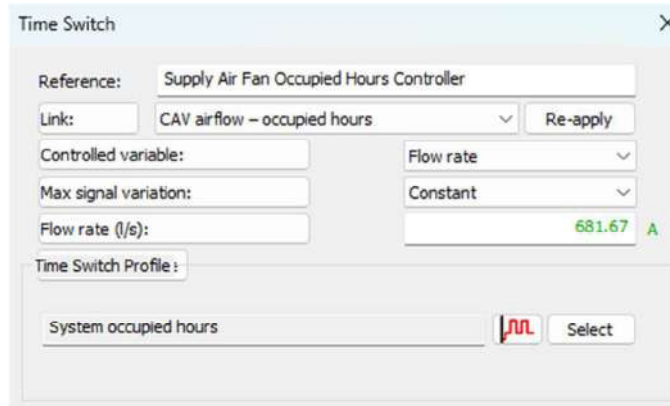 Time Switch
Reference: Supply Air Fan Occupied Hours Controller
Link: CAV airflow – occupied hours Re-apply
Controlled variable: Flow rate
Max signal variation: Constant
Flow rate (l/s): 681.67 A
Time Switch Profile:
System occupied hours Select